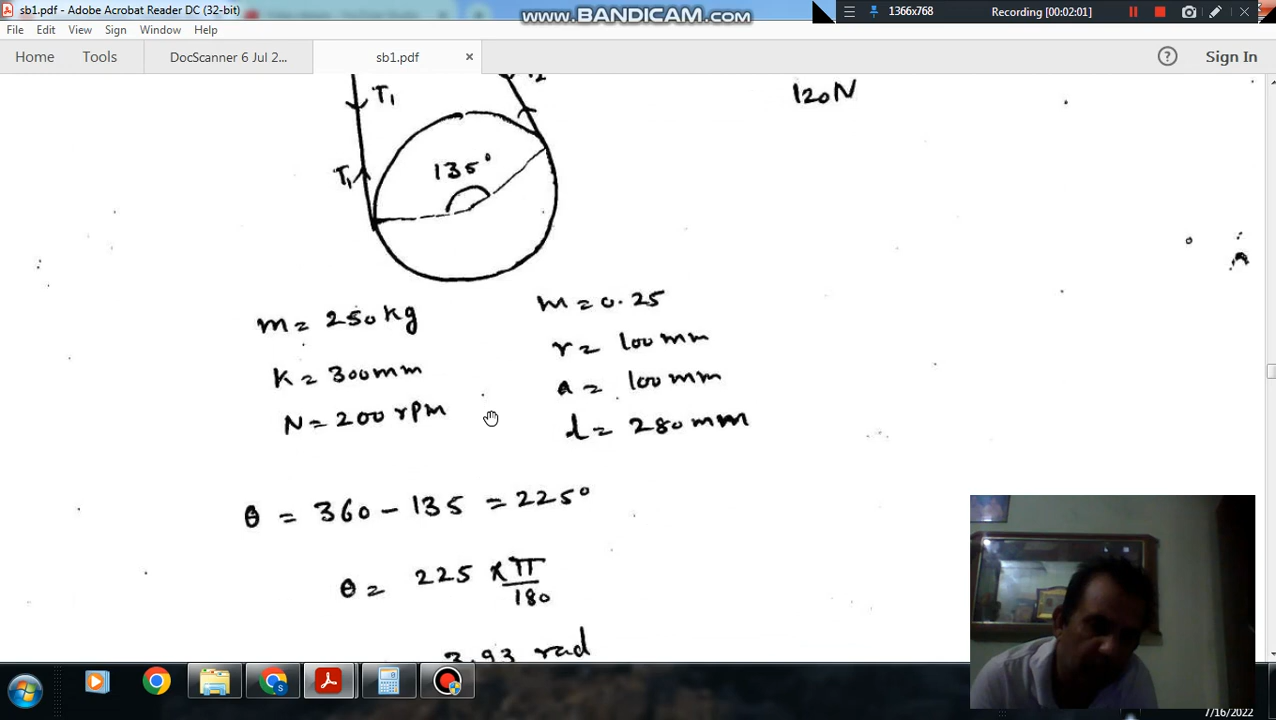 sb1.pdf - Adobe Acrobat Reader DC (32-bit)
www.BANDICAM.com
1366x768
Recording [00:02:01]
File Edit View Sign Window Help
Home Tools DocScanner 6 Jul 2... sb1.pdf × Sign In
T1
120N
T1
135°
m = 250 kg
m = 0.25
r = 100 mm
K = 300mm
a = 100 mm
N = 200 rpm
d = 280 mm
θ = 360 - 135 = 225°
θ = 225 × π/180
3.93 rad
7/16/2022